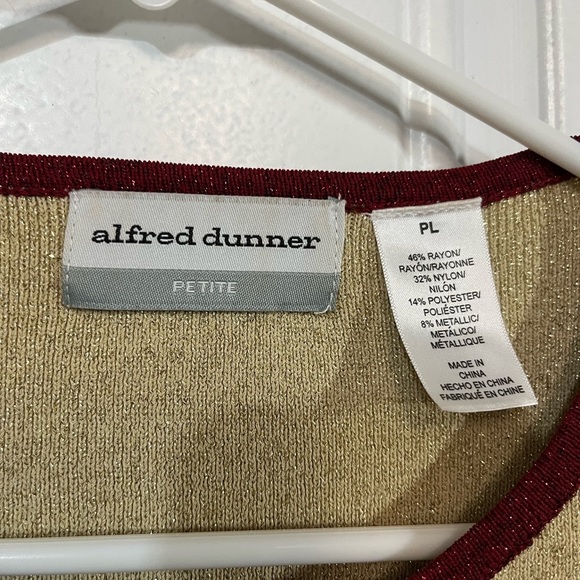 alfred dunner
PETITE
PL
46% RAYON/
RAYÓN/RAYONNE
32% NYLON/
NILÓN
14% POLYESTER/
POLIÉSTER
8% METALLIC/
METÁLICO/
MÉTALLIQUE
MADE IN
CHINA
HECHO EN CHINA
FABRIQUÉ EN CHINE